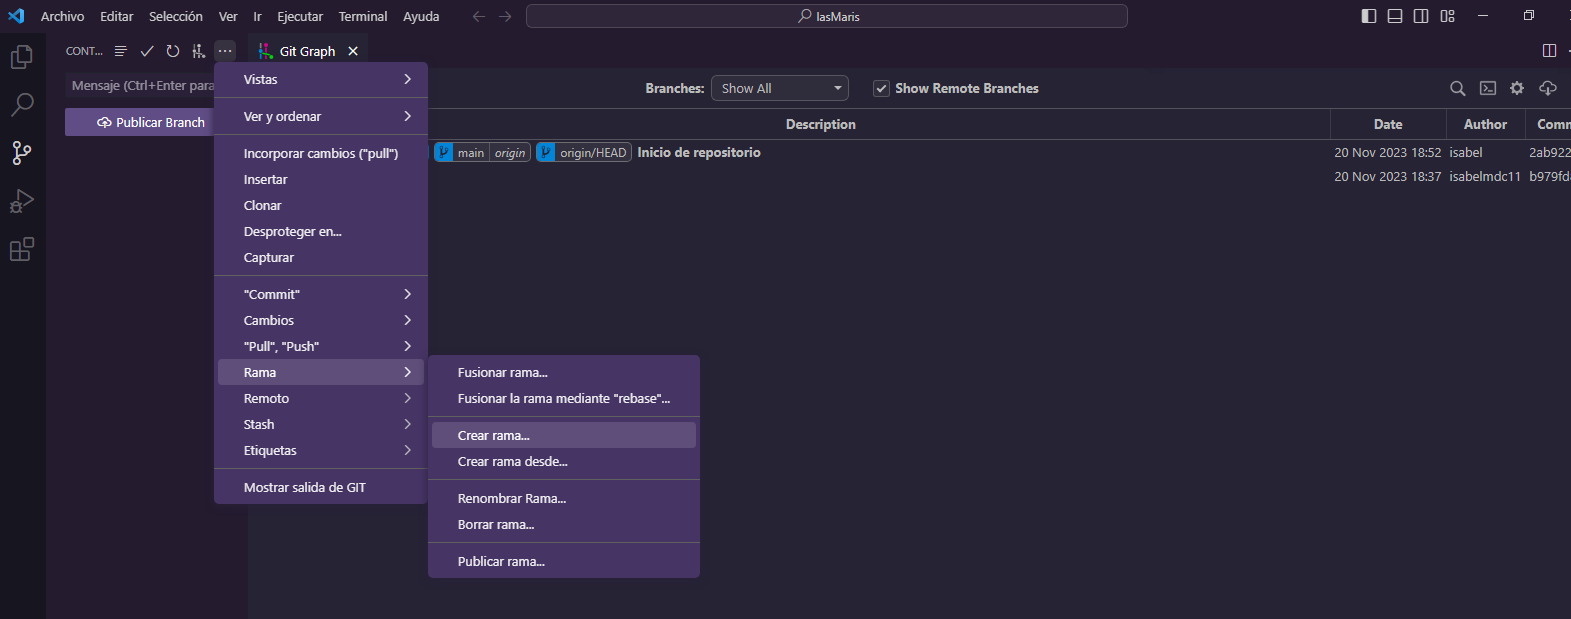 Archivo Editar Selección Ver Ir Ejecutar Terminal Ayuda lasMaris
CONT... Git Graph
Mensaje (Ctrl+Enter para
Publicar Branch
Branches: Show All Show Remote Branches
Description Date Author
main origin origin/HEAD Inicio de repositorio 20 Nov 2023 18:52 isabel 2ab922
20 Nov 2023 18:37 isabelmdc11
Vistas
Ver y ordenar
Incorporar cambios ("pull")
Insertar
Clonar
Desproteger en...
Capturar
"Commit"
Cambios
"Pull", "Push"
Rama
Remoto
Stash
Etiquetas
Mostrar salida de GIT
Fusionar rama...
Fusionar la rama mediante "rebase"...
Crear rama...
Crear rama desde...
Renombrar Rama...
Borrar rama...
Publicar rama...